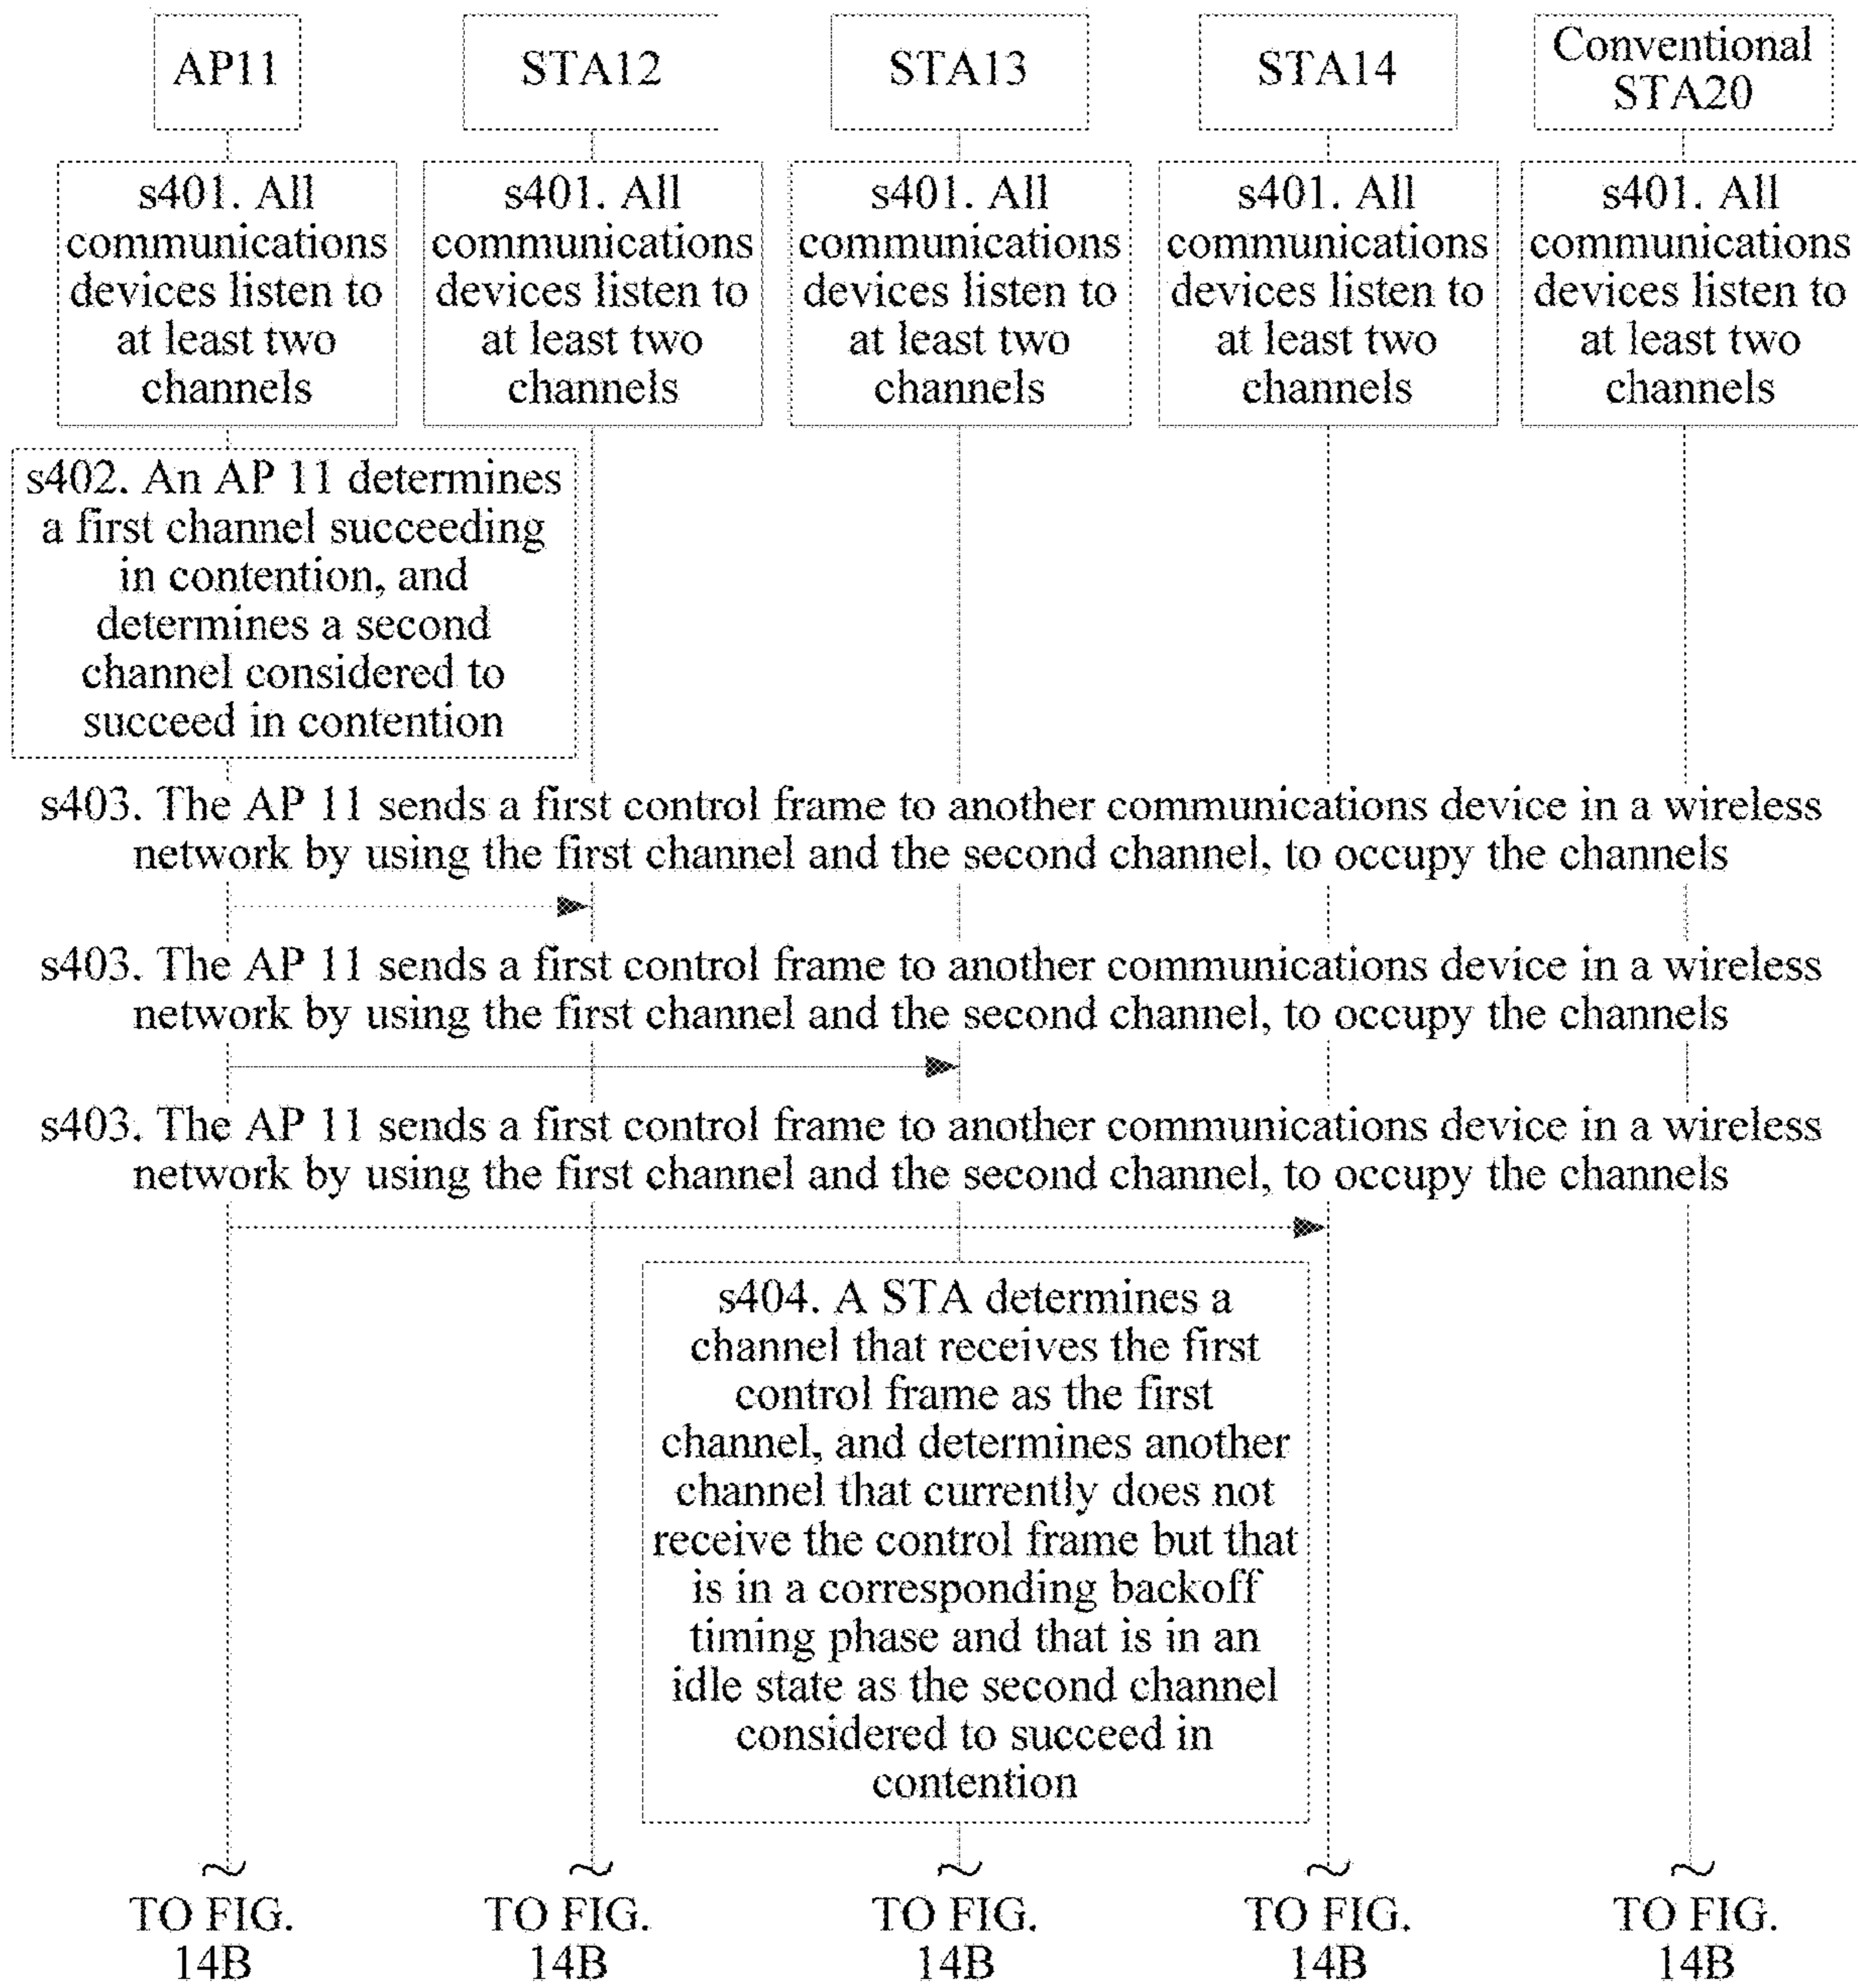 AP11
STA12
STA13
STA14
Conventional
STA20
s401. All
communications
devices listen to
at least two
channels
s401. All
communications
devices listen to
at least two
channels
s401. All
communications
devices listen to
at least two
channels
s401. All
communications
devices listen to
at least two
channels
s401. All
communications
devices listen to
at least two
channels
s402. An AP 11 determines
a first channel succeeding
in contention, and
determines a second
channel considered to
succeed in contention
s403. The AP 11 sends a first control frame to another communications device in a wireless
network by using the first channel and the second channel, to occupy the channels
s403. The AP 11 sends a first control frame to another communications device in a wireless
network by using the first channel and the second channel, to occupy the channels
s403. The AP 11 sends a first control frame to another communications device in a wireless
network by using the first channel and the second channel, to occupy the channels
s404. A STA determines a
channel that receives the first
control frame as the first
channel, and determines another
channel that currently does not
receive the control frame but that
is in a corresponding backoff
timing phase and that is in an
idle state as the second channel
considered to succeed in
contention
TO FIG.
14B
TO FIG.
14B
TO FIG.
14B
TO FIG.
14B
TO FIG.
14B